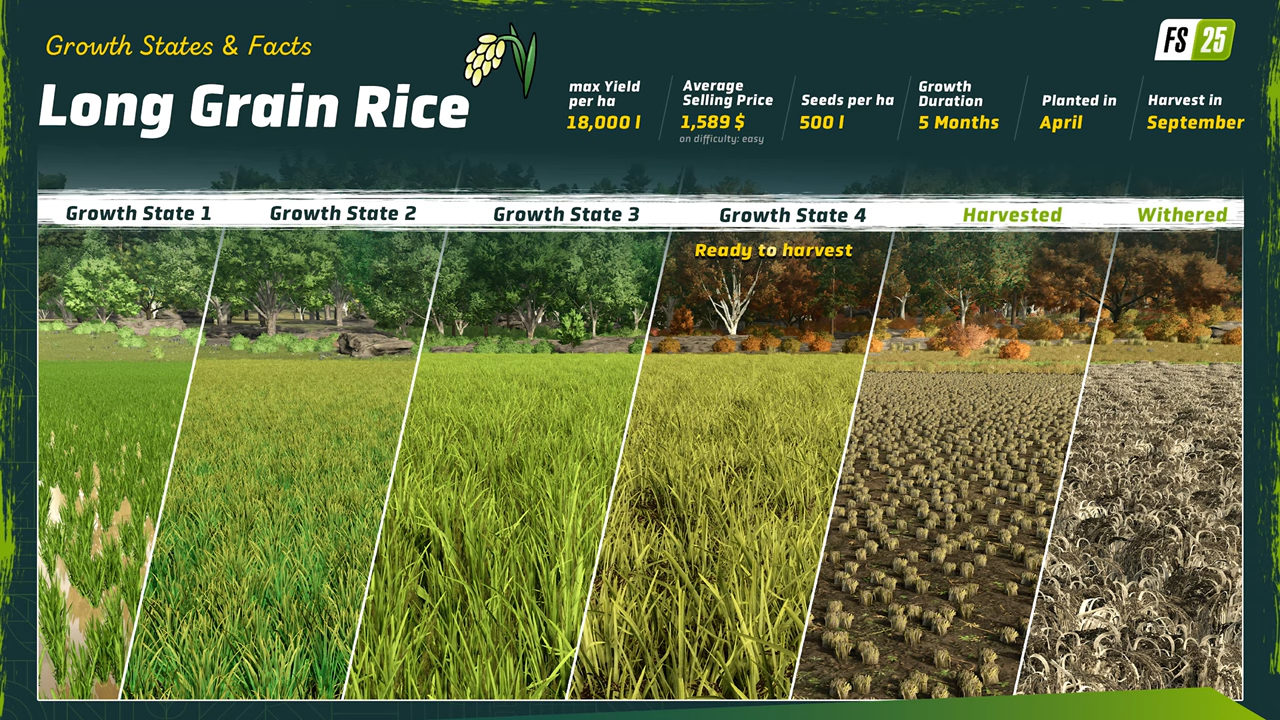 Growth States & Facts
Long Grain Rice
FS 25
max Yield
per ha
18,000 l
Average
Selling Price
1,589 $
on difficulty: easy
Seeds per ha
500 l
Growth
Duration
5 Months
Planted in
April
Harvest in
September
Growth State 1
Growth State 2
Growth State 3
Growth State 4
Harvested
Withered
Ready to harvest